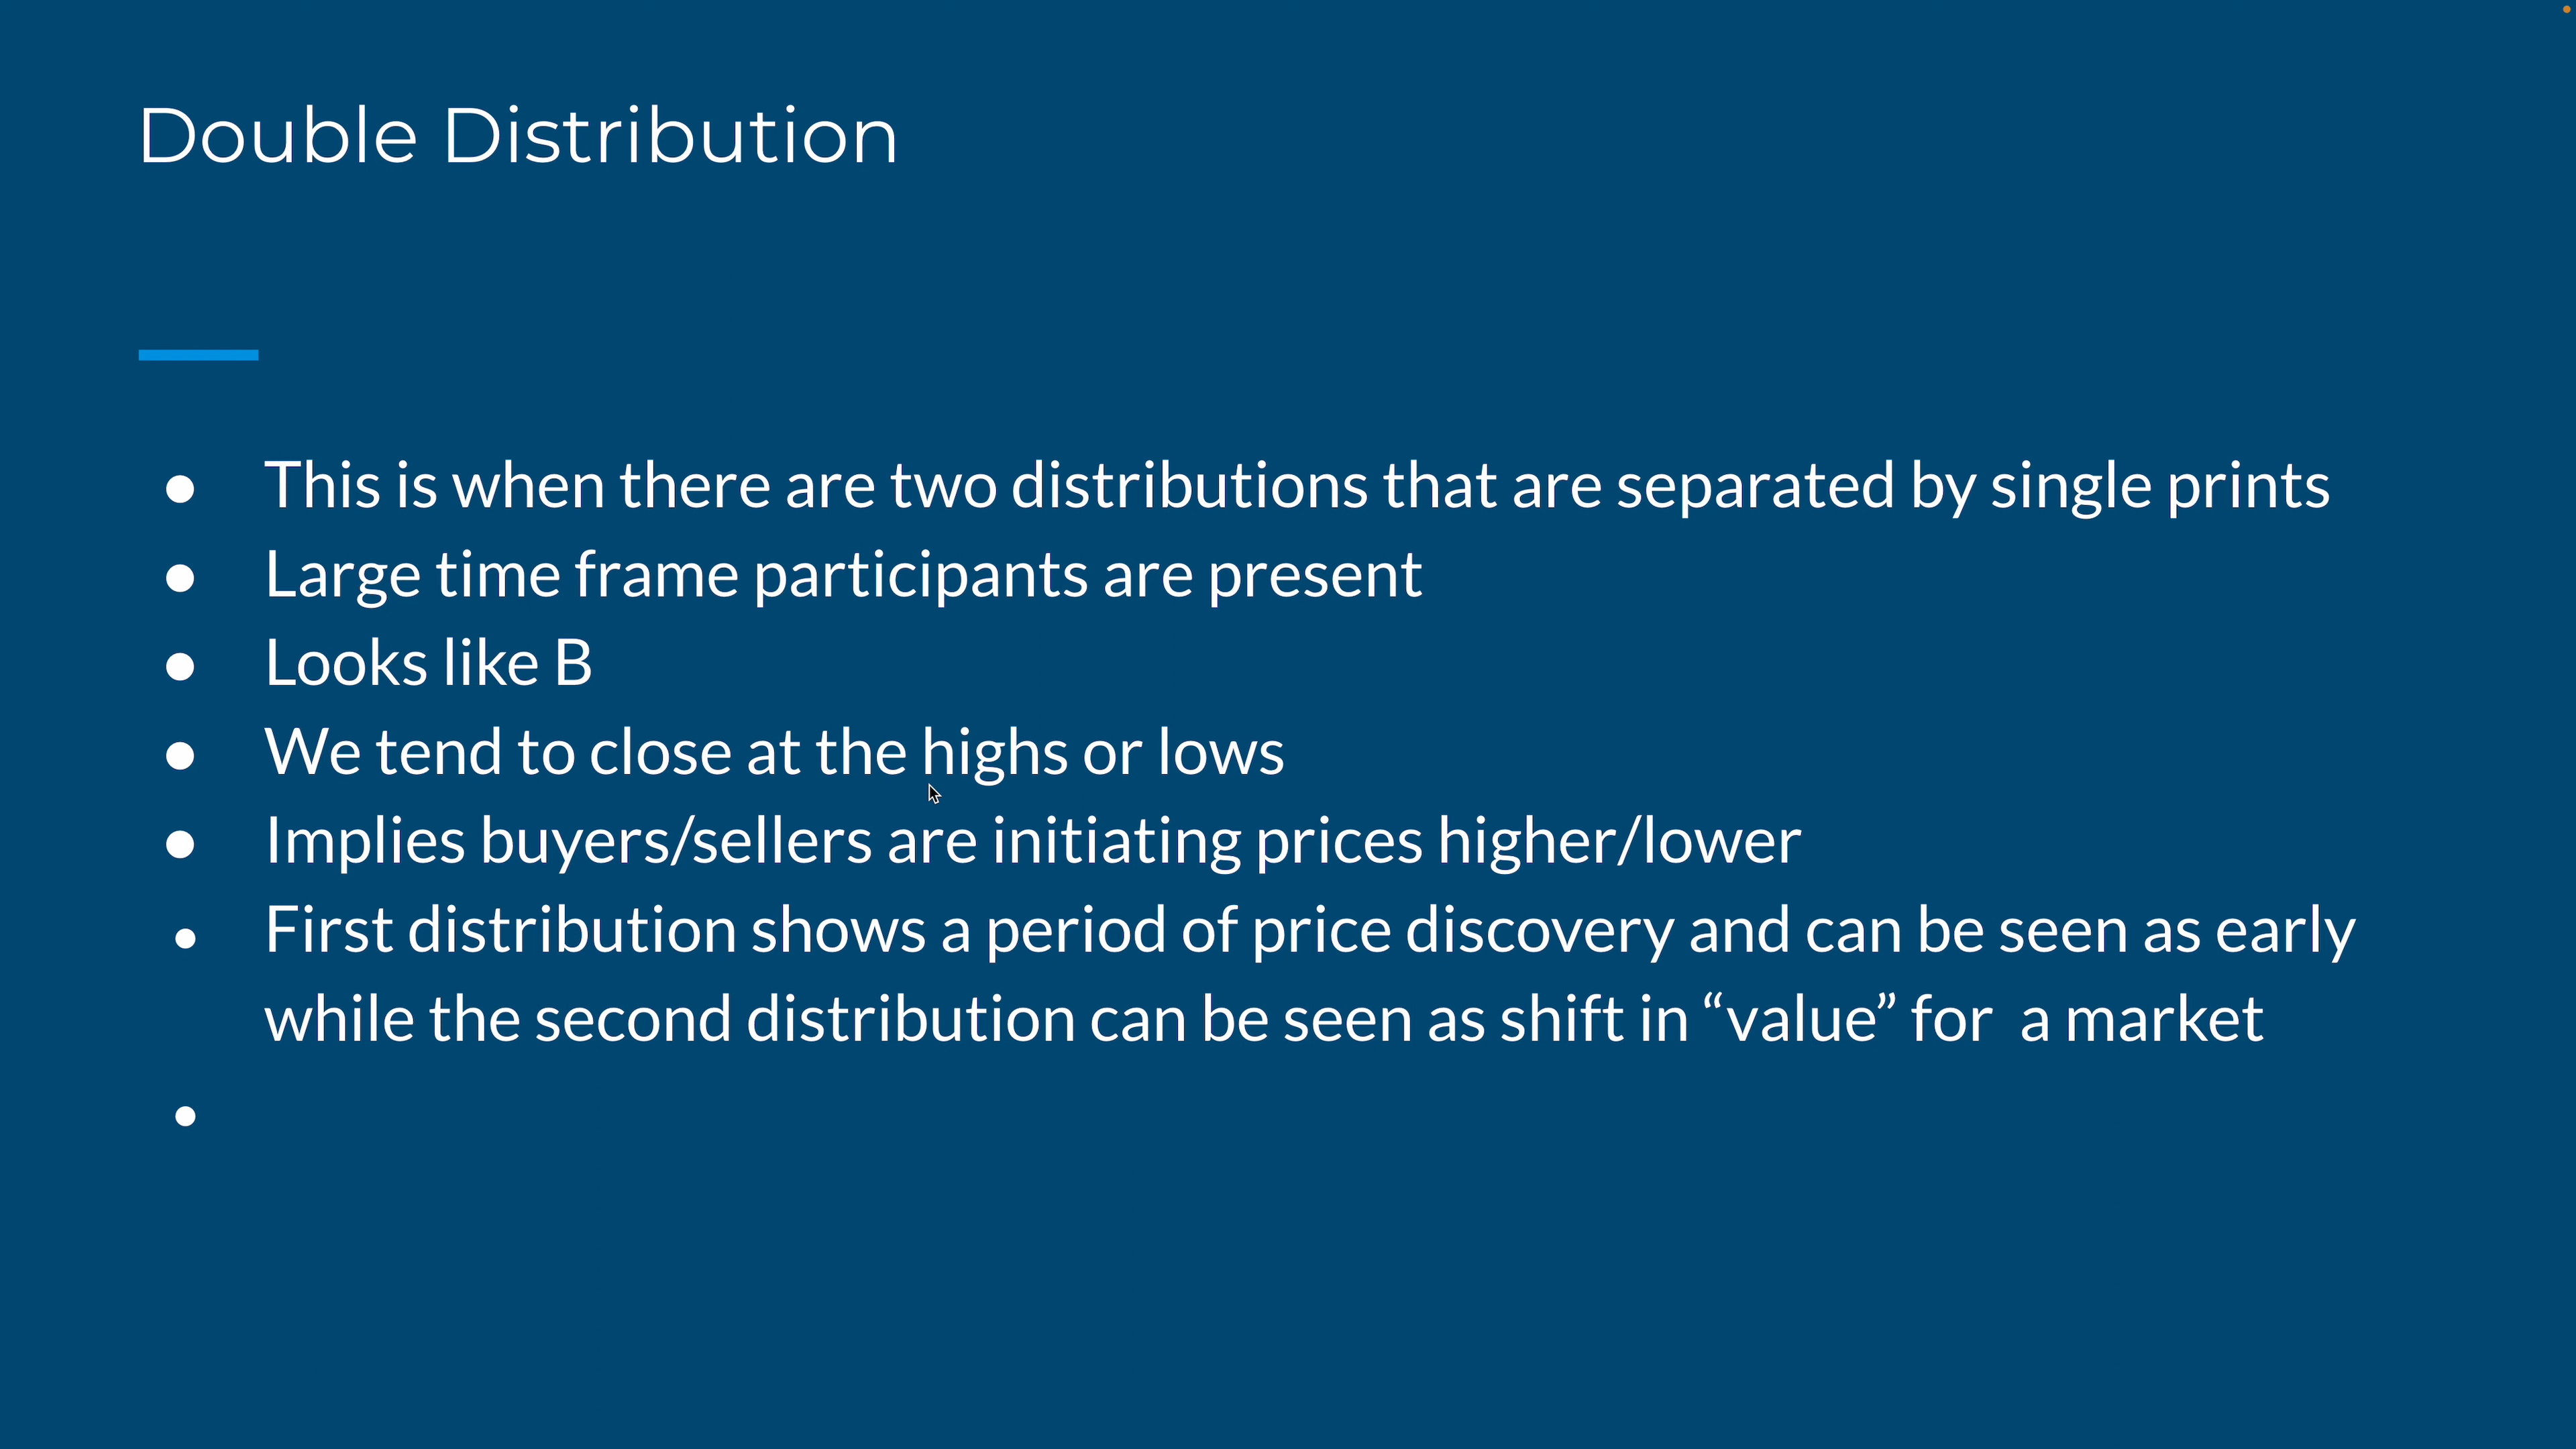 Double Distribution
● This is when there are two distributions that are separated by single prints
● Large time frame participants are present
● Looks like B
● We tend to close at the highs or lows
● Implies buyers/sellers are initiating prices higher/lower
● First distribution shows a period of price discovery and can be seen as early
while the second distribution can be seen as shift in “value” for  a market
●